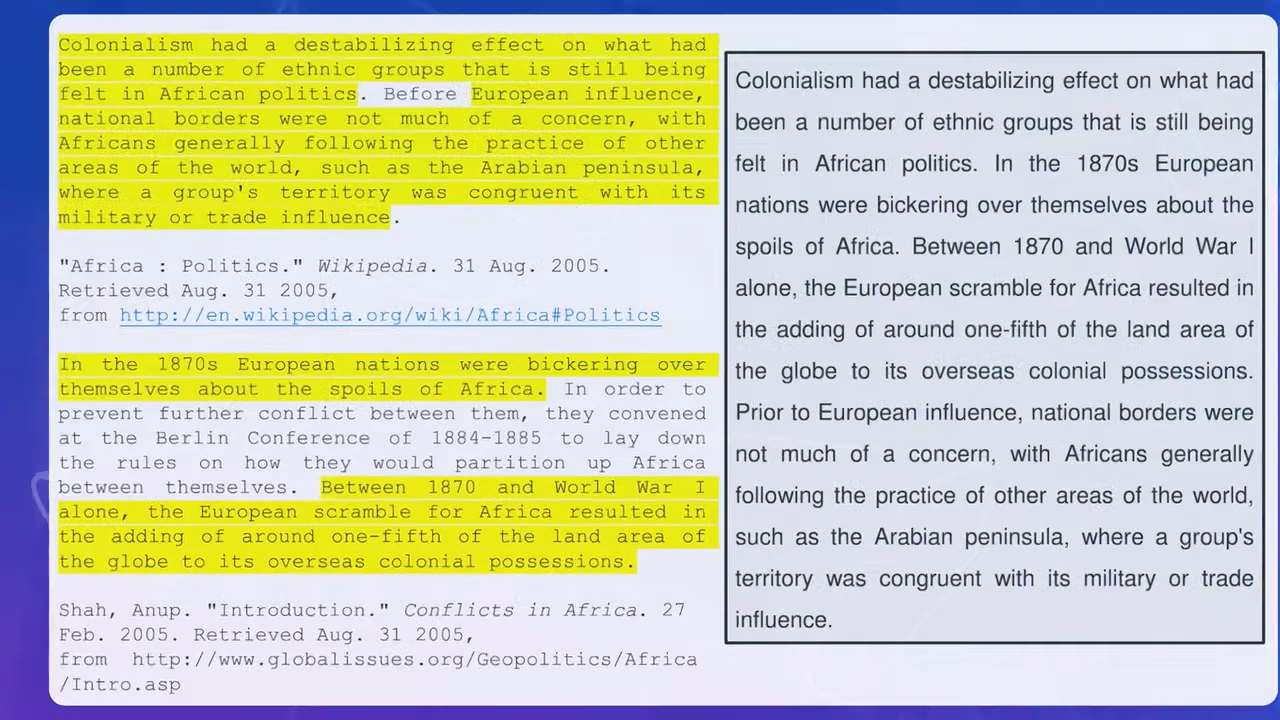 Colonialism had a destabilizing effect on what had
been a number of ethnic groups that is still being
felt in African politics. Before European influence,
national borders were not much of a concern, with
Africans generally following the practice of other
areas of the world, such as the Arabian peninsula,
where a group's territory was congruent with its
military or trade influence.
"Africa : Politics." Wikipedia. 31 Aug. 2005.
Retrieved Aug. 31 2005,
from http://en.wikipedia.org/wiki/Africa#Politics
In the 1870s European nations were bickering over
themselves about the spoils of Africa. In order to
prevent further conflict between them, they convened
at the Berlin Conference of 1884-1885 to lay down
the rules on how they would partition up Africa
between themselves. Between 1870 and World War I
alone, the European scramble for Africa resulted in
the adding of around one-fifth of the land area of
the globe to its overseas colonial possessions.
Shah, Anup. "Introduction." Conflicts in Africa. 27
Feb. 2005. Retrieved Aug. 31 2005,
from http://www.globalissues.org/Geopolitics/Africa
/Intro.asp
Colonialism had a destabilizing effect on what had
been a number of ethnic groups that is still being
felt in African politics. In the 1870s European
nations were bickering over themselves about the
spoils of Africa. Between 1870 and World War I
alone, the European scramble for Africa resulted in
the adding of around one-fifth of the land area of
the globe to its overseas colonial possessions.
Prior to European influence, national borders were
not much of a concern, with Africans generally
following the practice of other areas of the world,
such as the Arabian peninsula, where a group's
territory was congruent with its military or trade
influence.